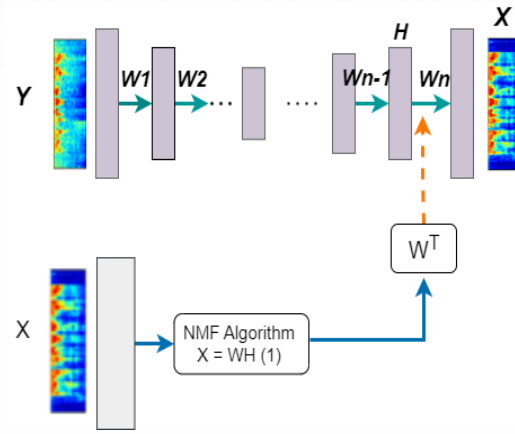 H
X
Y
W1
W2
Wn-1
Wn
W^T
X
NMF Algorithm
X = WH (1)